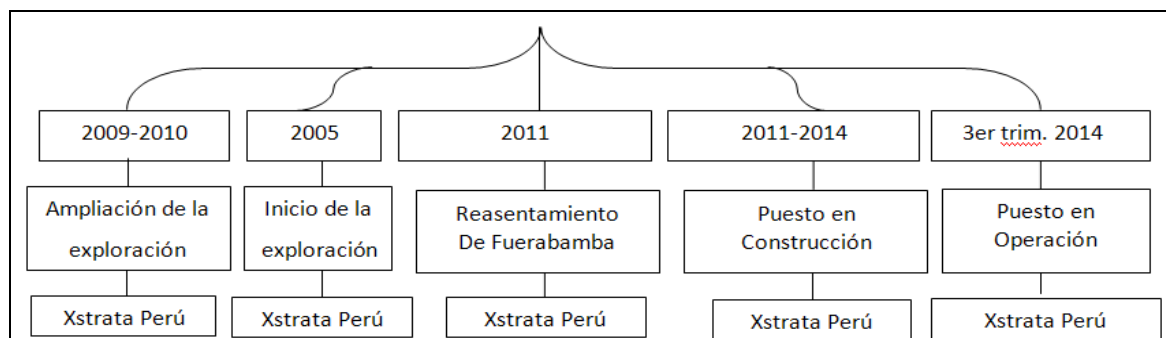 2009-2010
2005
2011
2011-2014
3er trim. 2014
Ampliación de la
exploración
Inicio de la
exploración
Reasentamiento
De Fuerabamba
Puesto en
Construcción
Puesto en
Operación
Xstrata Perú
Xstrata Perú
Xstrata Perú
Xstrata Perú
Xstrata Perú